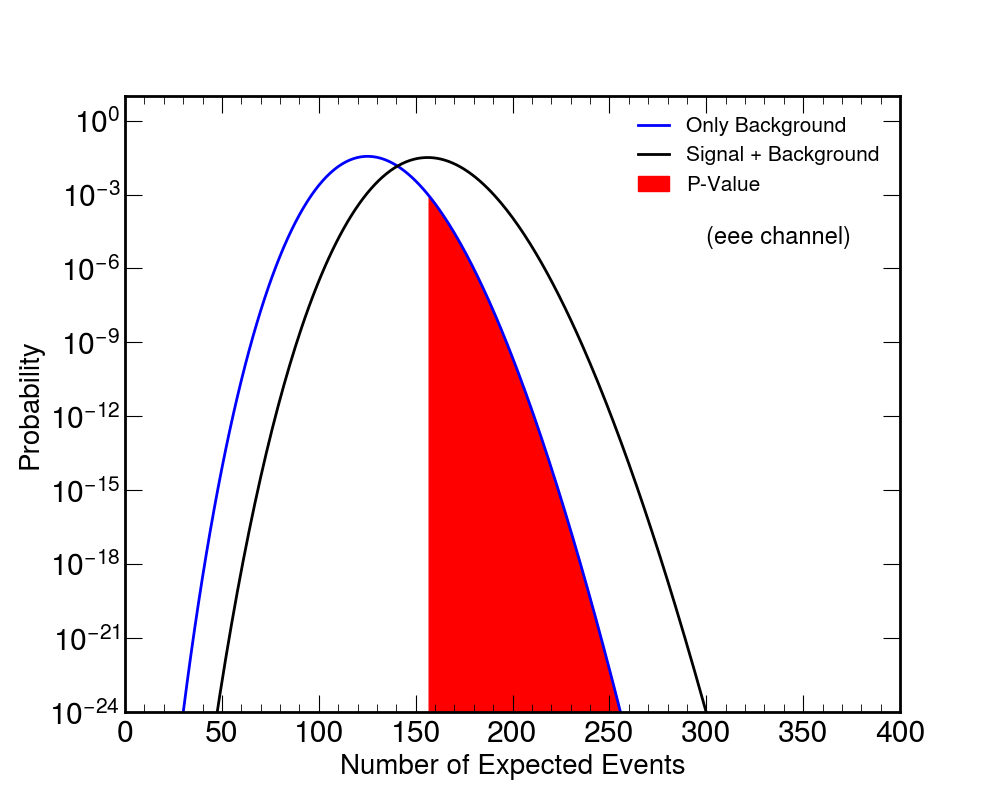 Only Background
Signal + Background
P-Value
(eee channel)
10^0
10^−3
10^−6
10^−9
10^−12
10^−15
10^−18
10^−21
10^−24
Probability
0 50 100 150 200 250 300 350 400
Number of Expected Events